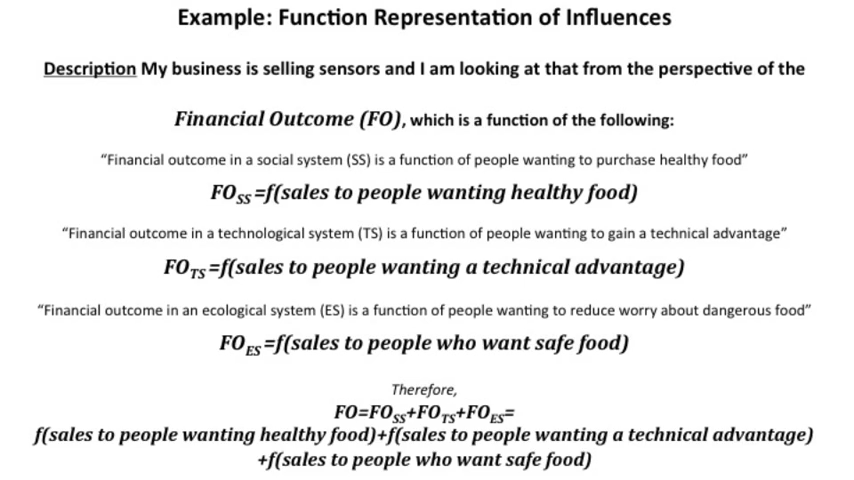 Example: Function Representation of Influences
Description My business is selling sensors and I am looking at that from the perspective of the
Financial Outcome (FO), which is a function of the following:
“Financial outcome in a social system (SS) is a function of people wanting to purchase healthy food”
FOSS=f(sales to people wanting healthy food)
“Financial outcome in a technological system (TS) is a function of people wanting to gain a technical advantage”
FOTS=f(sales to people wanting a technical advantage)
“Financial outcome in an ecological system (ES) is a function of people wanting to reduce worry about dangerous food”
FOES=f(sales to people who want safe food)
Therefore,
FO=FOSS+FOTS+FOES=
f(sales to people wanting healthy food)+f(sales to people wanting a technical advantage)
+f(sales to people who want safe food)